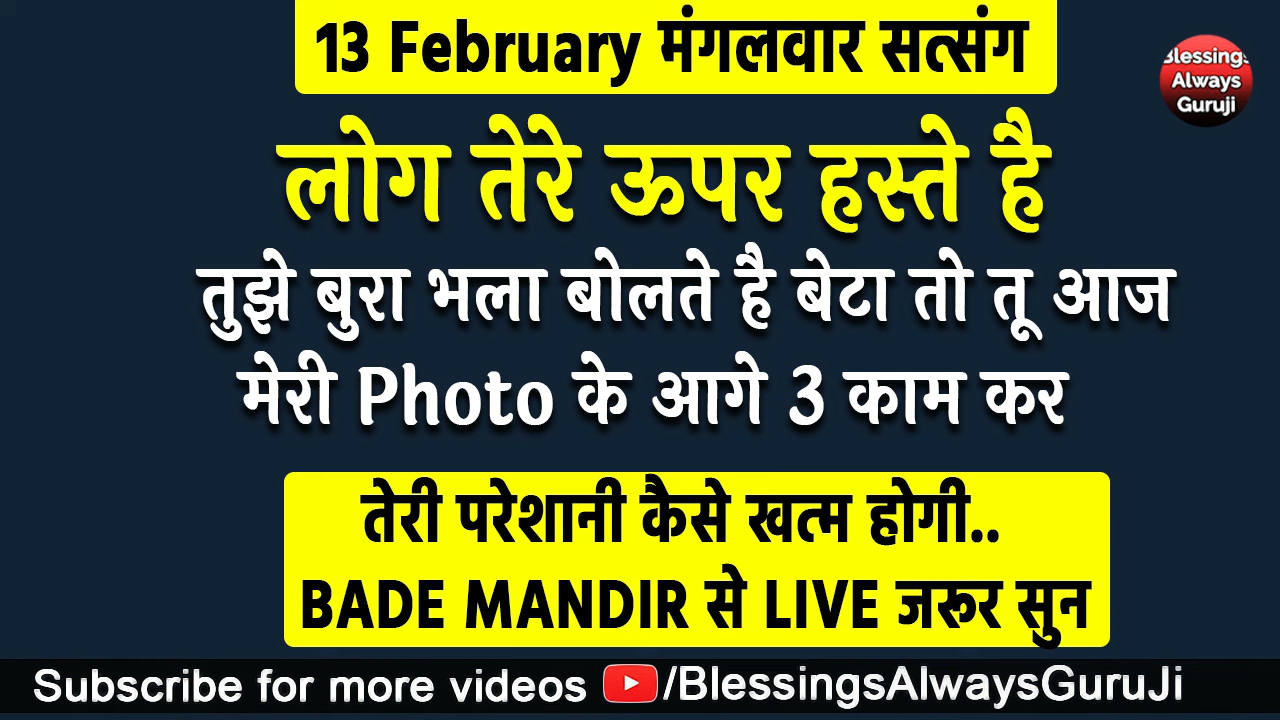 13 February मंगलवार सत्संग
Blessings
Always
Guruji
लोग तेरे ऊपर हस्ते है
तुझे बुरा भला बोलते है बेटा तो तू आज
मेरी Photo के आगे 3 काम कर
तेरी परेशानी कैसे खत्म होगी..
BADE MANDIR से LIVE जरूर सुन
Subscribe for more videos /BlessingsAlwaysGuruJi